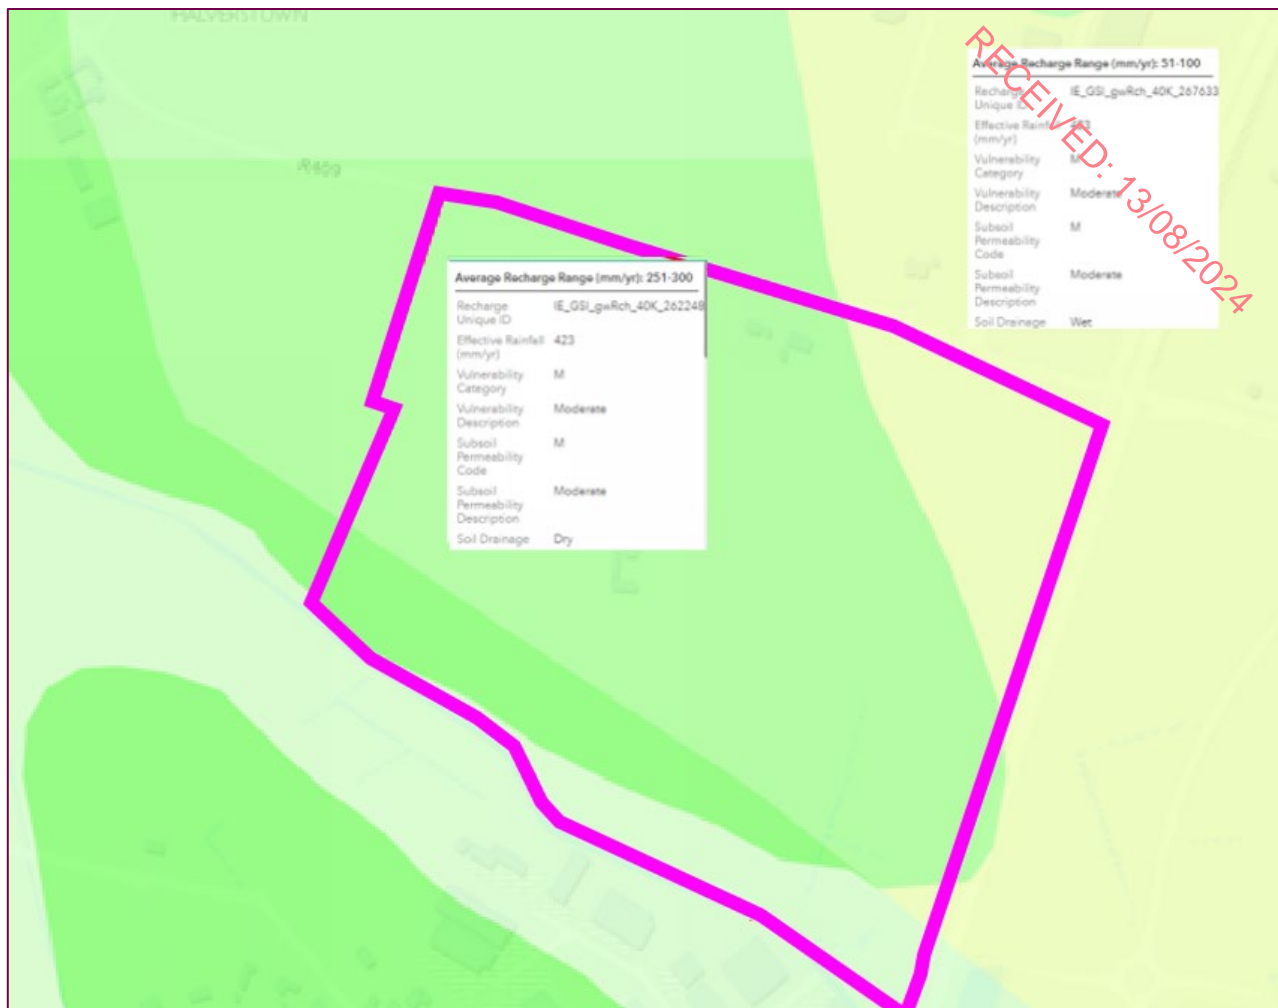 HALVERSTOWN
RECEIVED: 13/08/2024
Average Recharge Range (mm/yr): 51-100
Recharge IE_GSI_gwRch_40K_267633
Unique ID
Effective Rainfall 423
(mm/yr)
Vulnerability M
Category
Vulnerability Moderate
Description
Subsoil M
Permeability
Code
Subsoil Moderate
Permeability
Description
Soil Drainage Wet
Average Recharge Range (mm/yr): 251-300
Recharge IE_GSI_gwRch_40K_262248
Unique ID
Effective Rainfall 423
(mm/yr)
Vulnerability M
Category
Vulnerability Moderate
Description
Subsoil M
Permeability
Code
Subsoil Moderate
Permeability
Description
Soil Drainage Dry